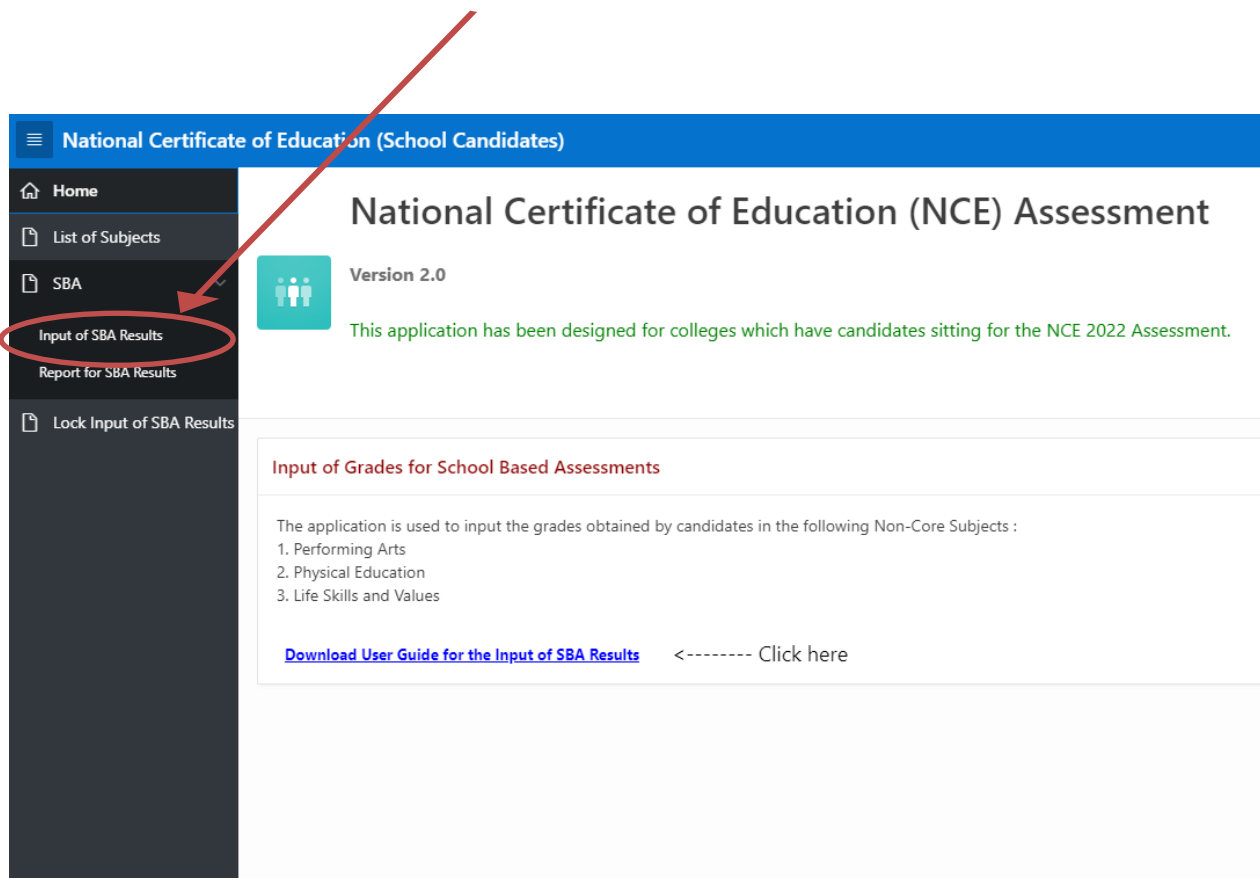 National Certificate of Education (School Candidates)
Home
List of Subjects
SBA
Input of SBA Results
Report for SBA Results
Lock Input of SBA Results
National Certificate of Education (NCE) Assessment
Version 2.0
This application has been designed for colleges which have candidates sitting for the NCE 2022 Assessment.
Input of Grades for School Based Assessments
The application is used to input the grades obtained by candidates in the following Non-Core Subjects :
1. Performing Arts
2. Physical Education
3. Life Skills and Values
Download User Guide for the Input of SBA Results <-------- Click here